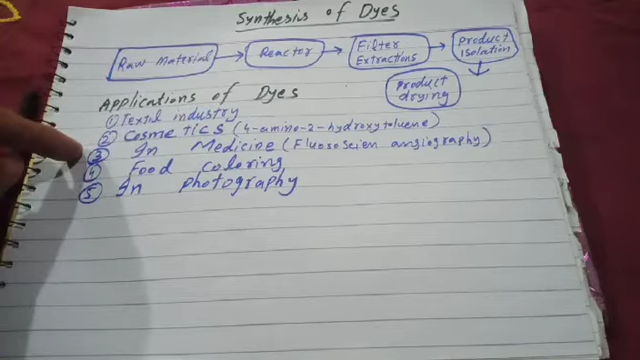 Synthesis of Dyes
Raw Material → Reactor → Filter Extractions → Product Isolation
Product drying
Applications of Dyes
① Textil industry
② Cosmetics (4-amino-2-hydroxytoluene)
③ In Medicine (Fluososcien angiography)
④ Food coloring
⑤ In photography